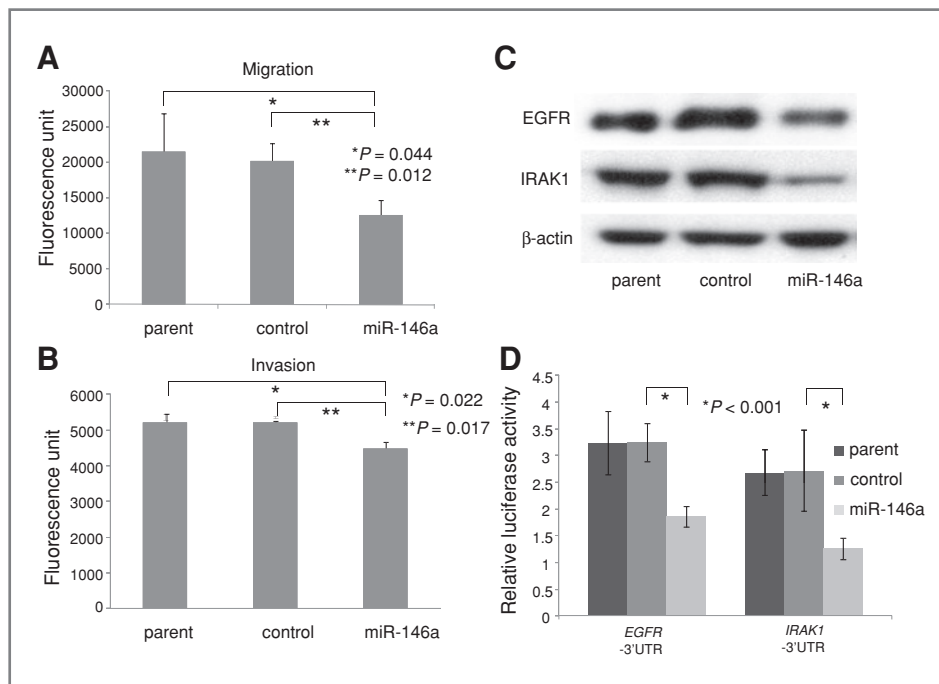 A
Migration
Fluorescence unit
30000
25000
20000
15000
10000
5000
0
*
**
*P = 0.044
**P = 0.012
parent control miR-146a
B
Invasion
Fluorescence unit
6000
5000
4000
3000
2000
1000
0
*
**
*P = 0.022
**P = 0.017
parent control miR-146a
C
EGFR
IRAK1
β-actin
parent control miR-146a
D
Relative luciferase activity
4.5
4
3.5
3
2.5
2
1.5
1
0.5
0
*
*P < 0.001
*
parent
control
miR-146a
EGFR
-3'UTR
IRAK1
-3'UTR